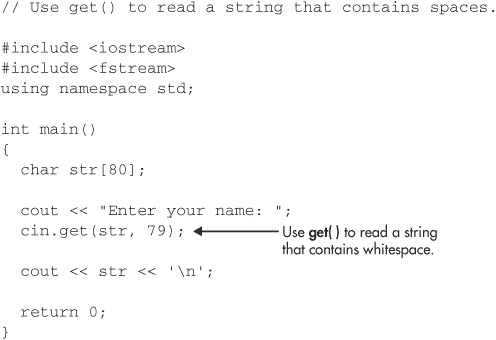 // Use get() to read a string that contains spaces.
#include <iostream>
#include <fstream>
using namespace std;
int main()
{
char str[80];
cout << "Enter your name: ";
cin.get(str, 79);
Use get( ) to read a string
that contains whitespace.
cout << str << '\n';
return 0;
}